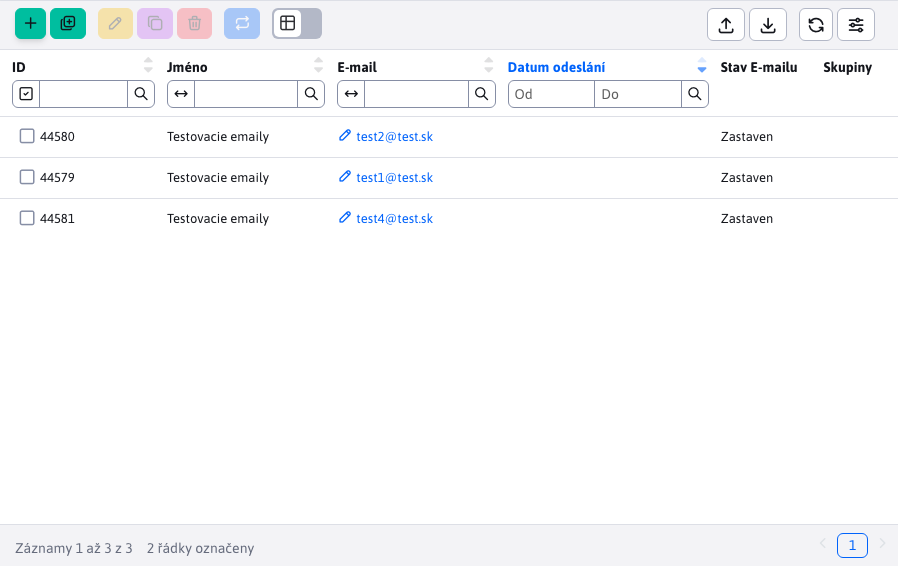 ID Jméno E-mail Datum odeslání Stav E-mailu Skupiny
Od Do
44580 Testovacie emaily test2@test.sk Zastaven
44579 Testovacie emaily test1@test.sk Zastaven
44581 Testovacie emaily test4@test.sk Zastaven
Záznamy 1 až 3 z 3 2 řádky označeny 1